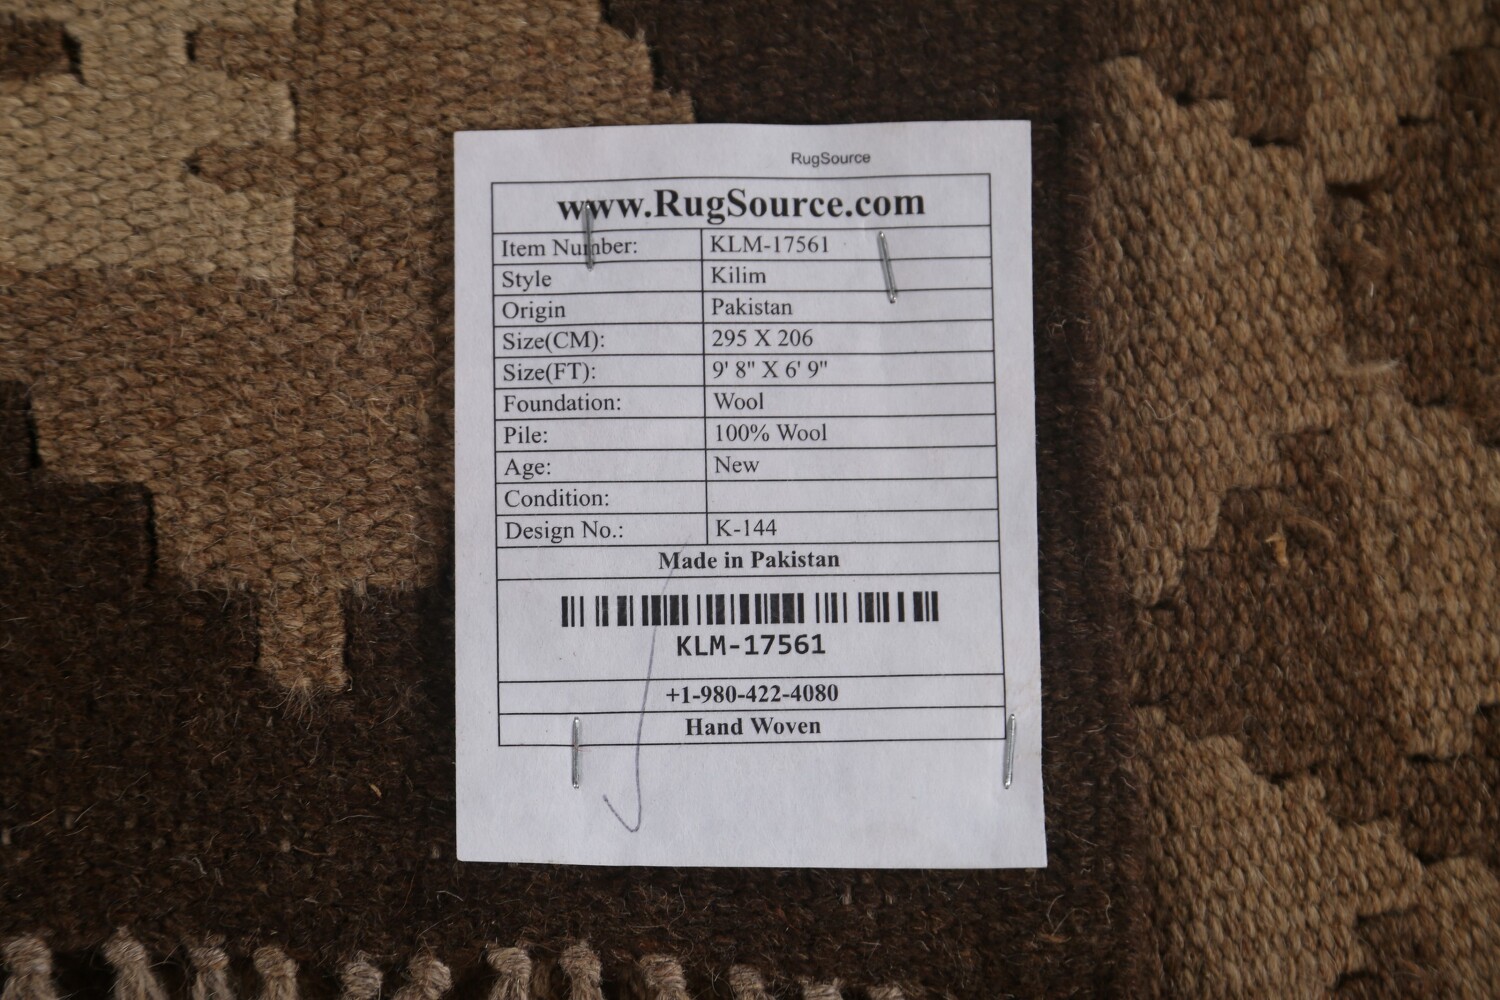 RugSource
www.RugSource.com
Item Number: KLM-17561
Style Kilim
Origin Pakistan
Size(CM): 295 X 206
Size(FT): 9' 8" X 6' 9"
Foundation: Wool
Pile: 100% Wool
Age: New
Condition:
Design No.: K-144
Made in Pakistan
KLM-17561
+1-980-422-4080
Hand Woven